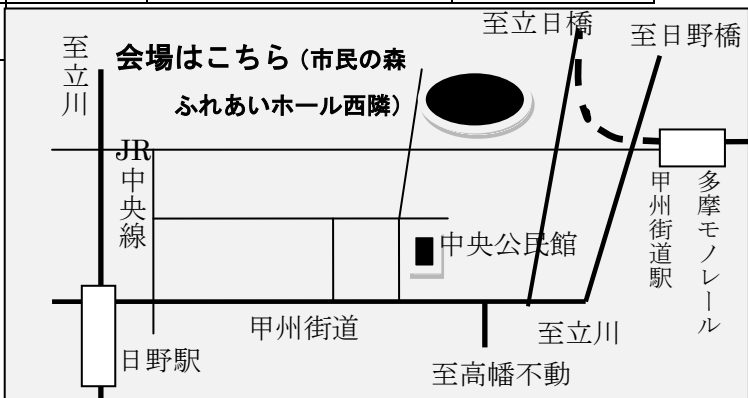 至立日橋
至日野橋
至立川
会場はこちら（市民の森
ふれあいホール西隣）
JR中央線
甲州街道駅
多摩モノレール
中央公民館
甲州街道
至立川
日野駅
至高幡不動